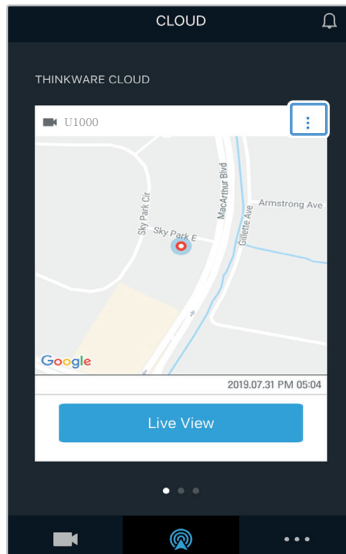 CLOUD
THINKWARE CLOUD
U1000
Sky Park Cir
MacArthur Blvd
Armstrong Ave
Sky Park E
Gillette Ave
Google
2019.07.31 PM 05:04
Live View